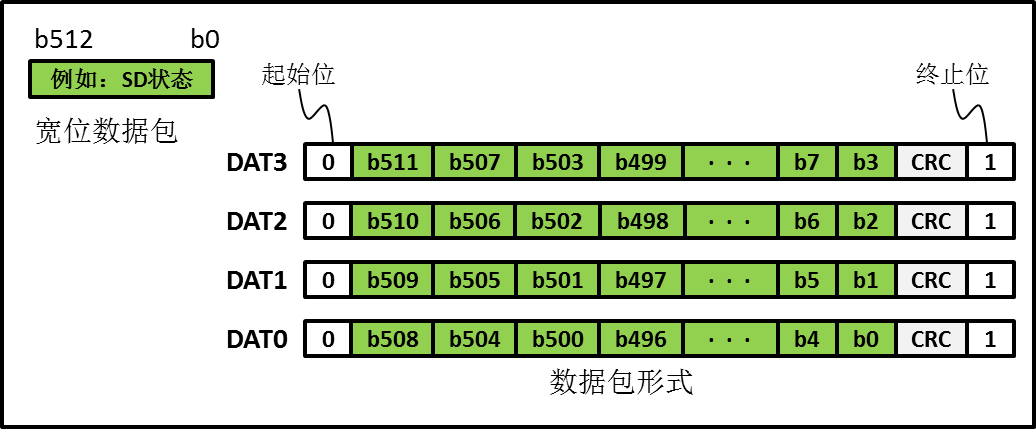 b512 b0
例如：SD状态
宽位数据包
起始位 终止位
DAT3 0 b511 b507 b503 b499 ··· b7 b3 CRC 1
DAT2 0 b510 b506 b502 b498 ··· b6 b2 CRC 1
DAT1 0 b509 b505 b501 b497 ··· b5 b1 CRC 1
DAT0 0 b508 b504 b500 b496 ··· b4 b0 CRC 1
数据包形式